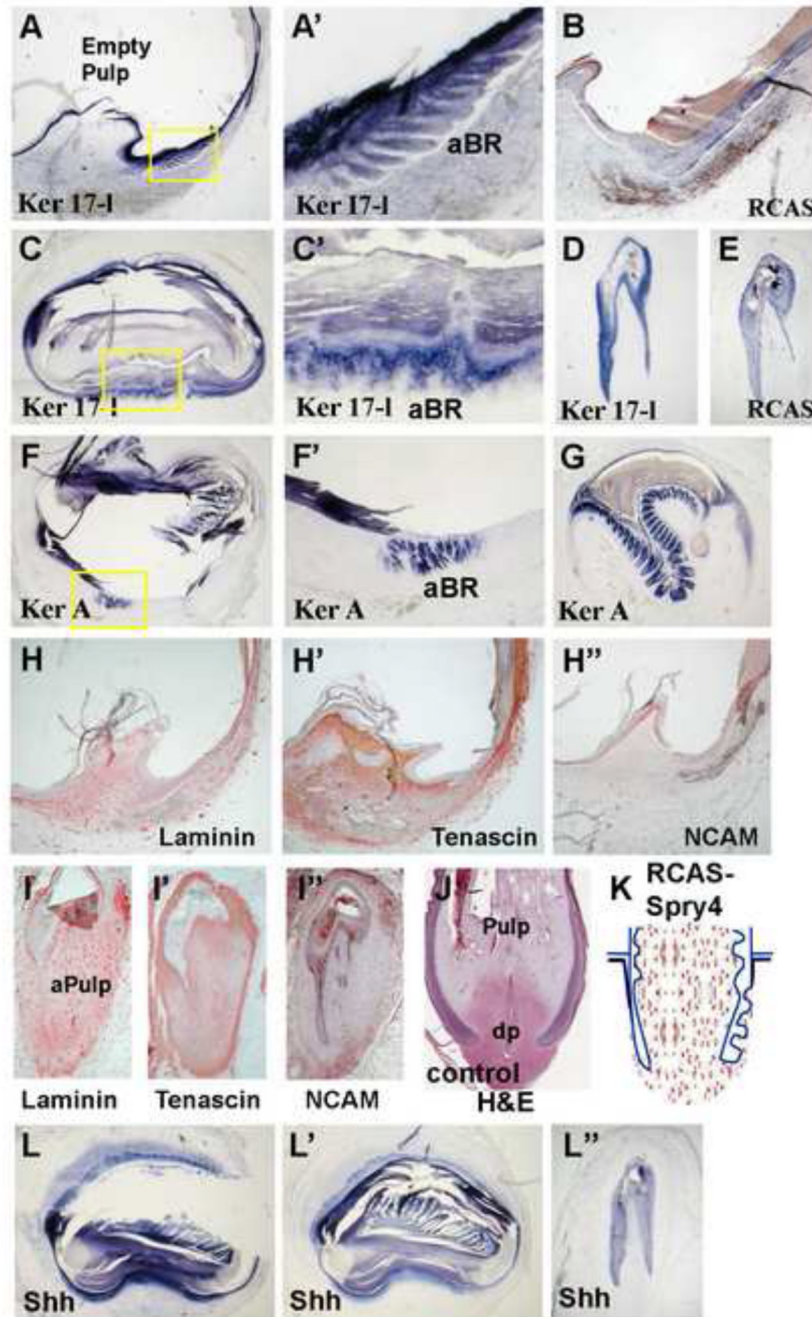 A
Empty
Pulp
Ker 17-I
A'
aBR
Ker I7-I
B
RCAS
C
Ker 17-I
C'
Ker 17-I aBR
D
Ker 17-I
E
RCAS
F
Ker A
F'
aBR
Ker A
G
Ker A
H
Laminin
H'
Tenascin
H"
NCAM
I
aPulp
Laminin
I'
Tenascin
I"
NCAM
J
Pulp
dp
control
H&E
K
RCAS-
Spry4
L
Shh
L'
Shh
L"
Shh